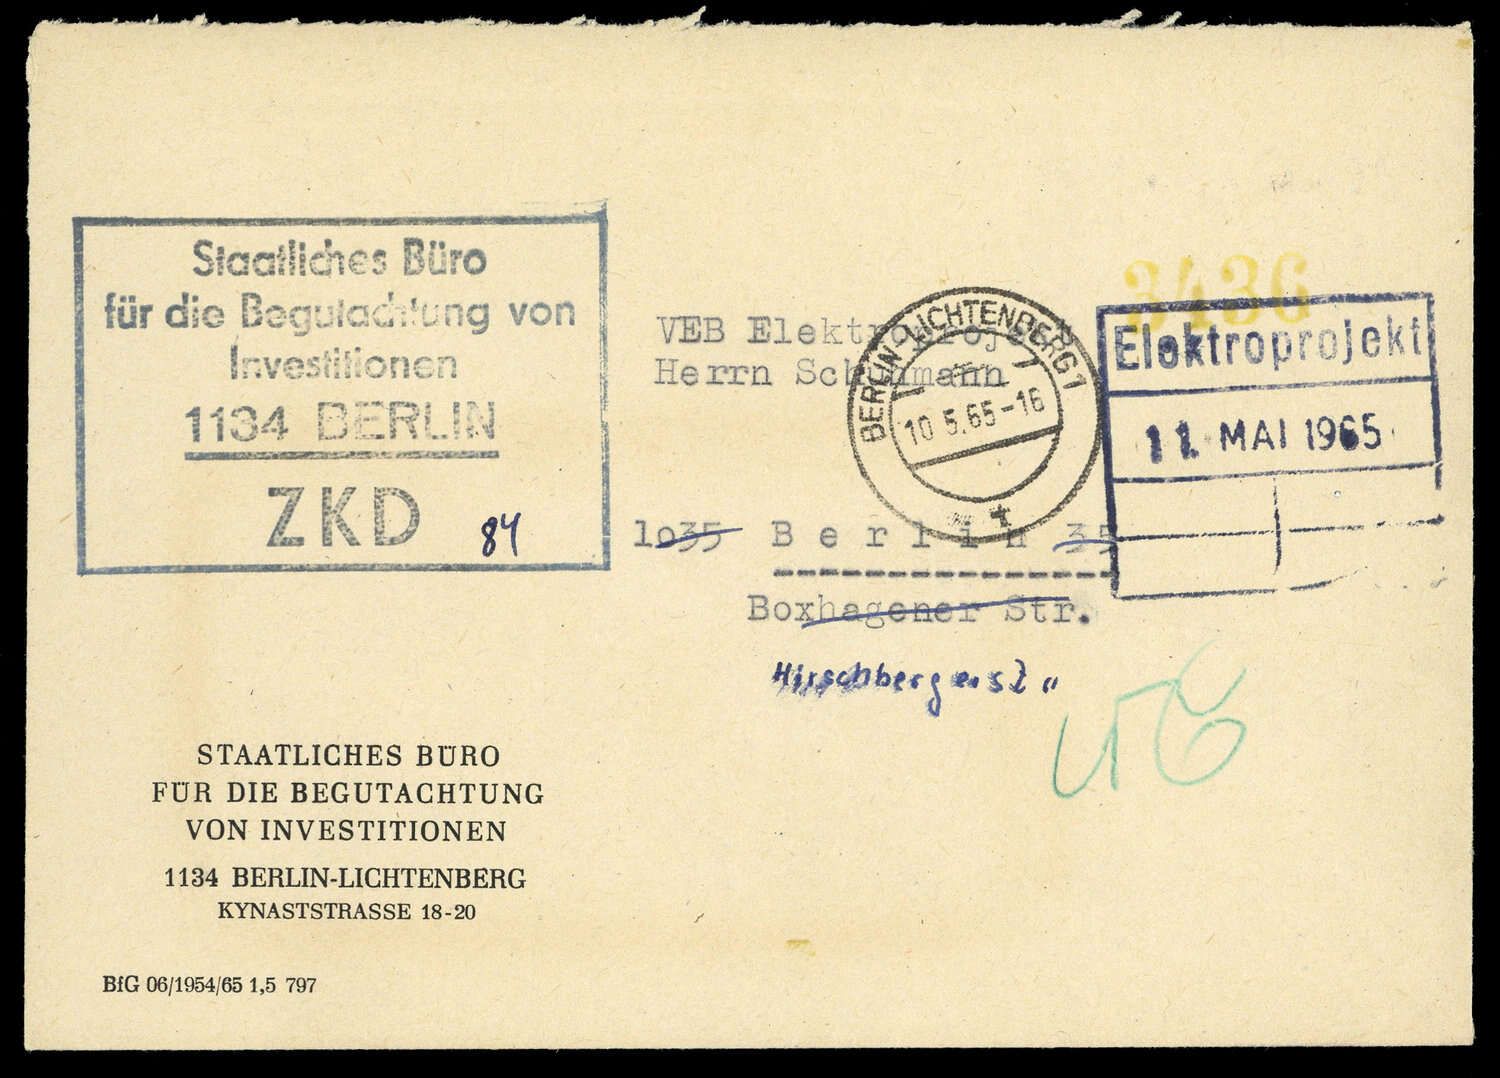 3436
Staatliches Büro
für die Begutachtung von
Investitionen
1134 BERLIN
ZKD 84
VEB Elektroprojekt
Herrn Schuhmann
BERLIN-LICHTENBERG 1
10.5.65-16
Elektroprojekt
11. MAI 1965
1035 Berlin 35
Boxhagener Str.
Hirschberger
STAATLICHES BÜRO
FÜR DIE BEGUTACHTUNG
VON INVESTITIONEN
1134 BERLIN-LICHTENBERG
KYNASTSTRASSE 18-20
BfG 06/1954/65 1,5 797